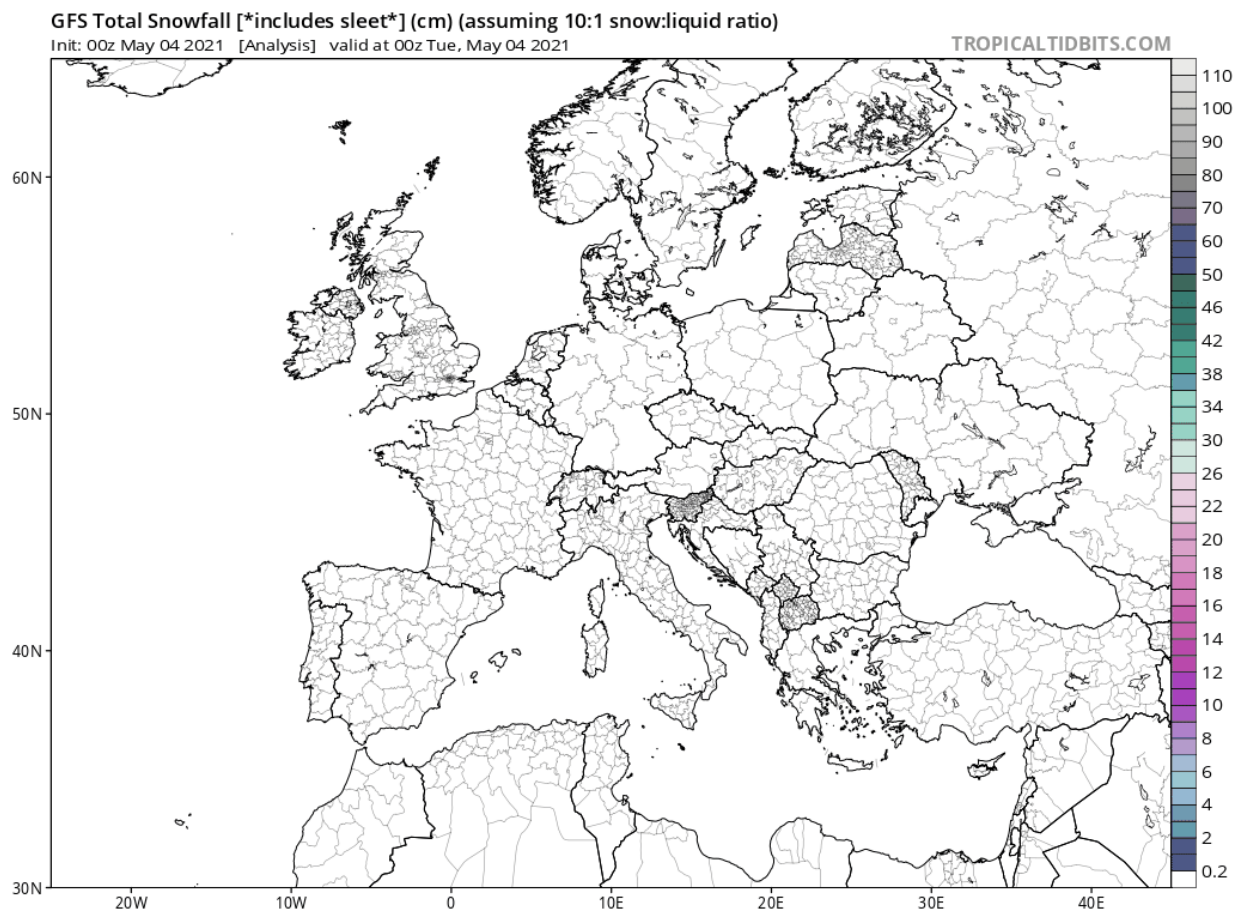 GFS Total Snowfall [*includes sleet*] (cm) (assuming 10:1 snow:liquid ratio)
Init: 00z May 04 2021 [Analysis] valid at 00z Tue, May 04 2021
TROPICALTIDBITS.COM
110
100
90
80
70
60
50
46
42
38
34
30
26
22
20
18
16
14
12
10
8
6
4
2
0.2
60N
50N
40N
30N
20W
10W
0
10E
20E
30E
40E